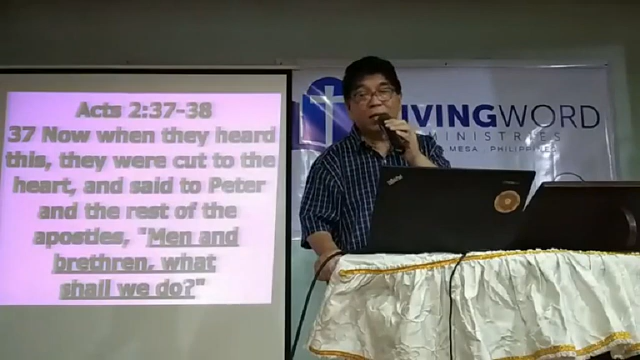 Acts 2:37-38
37 Now when they heard
this, they were cut to the
heart, and said to Peter
and the rest of the
apostles, "Men and
brethren, what
shall we do?"
LIVINGWORD
MINISTRIES
MESA . PHILIPPINES